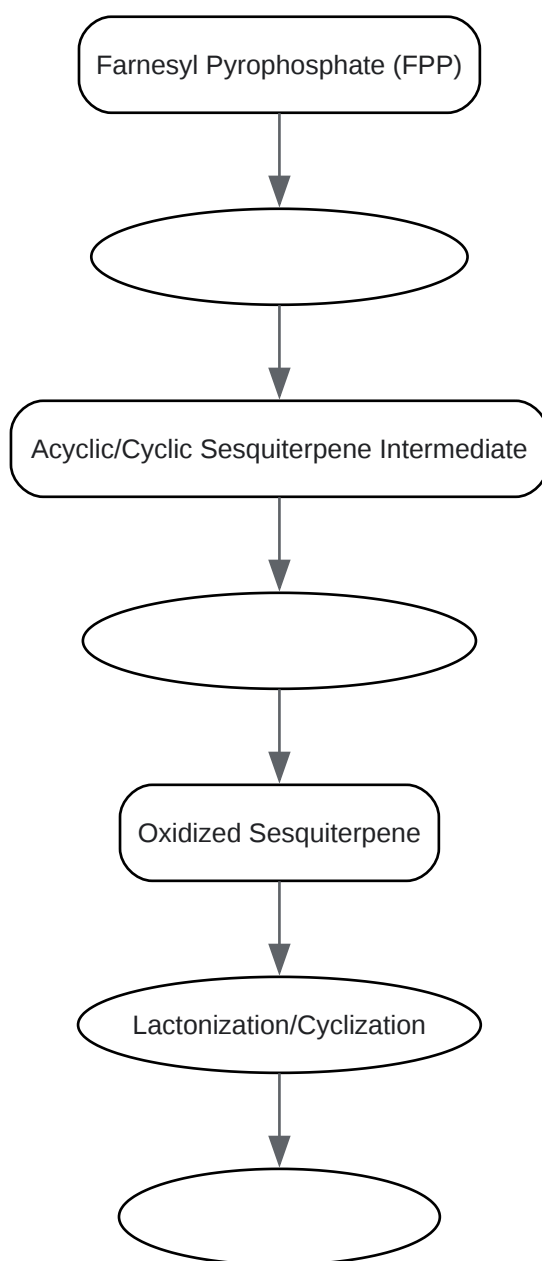 Farnesyl Pyrophosphate (FPP)
Acyclic/Cyclic Sesquiterpene Intermediate
Oxidized Sesquiterpene
Lactonization/Cyclization